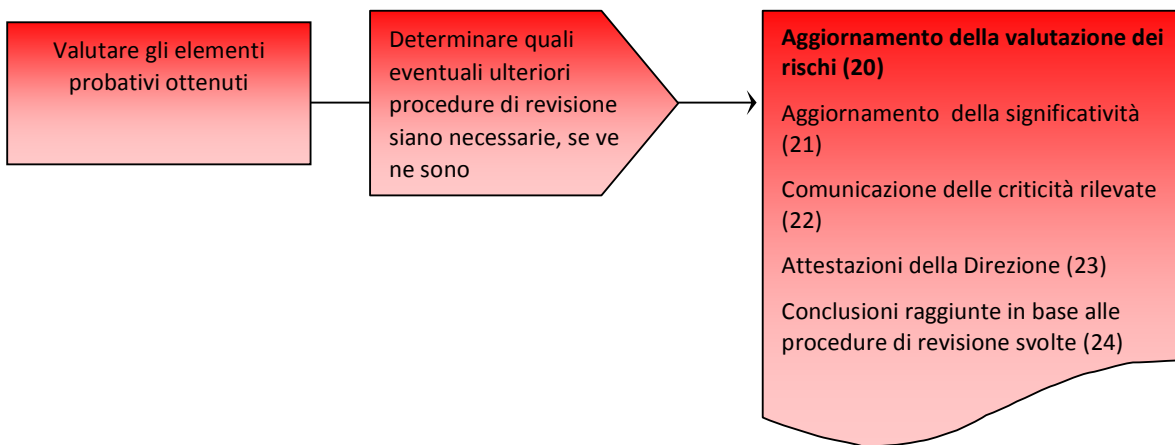 Valutare gli elementi
probativi ottenuti
Determinare quali
eventuali ulteriori
procedure di revisione
siano necessarie, se ve
ne sono
Aggiornamento della valutazione dei
rischi (20)
Aggiornamento della significatività
(21)
Comunicazione delle criticità rilevate
(22)
Attestazioni della Direzione (23)
Conclusioni raggiunte in base alle
procedure di revisione svolte (24)